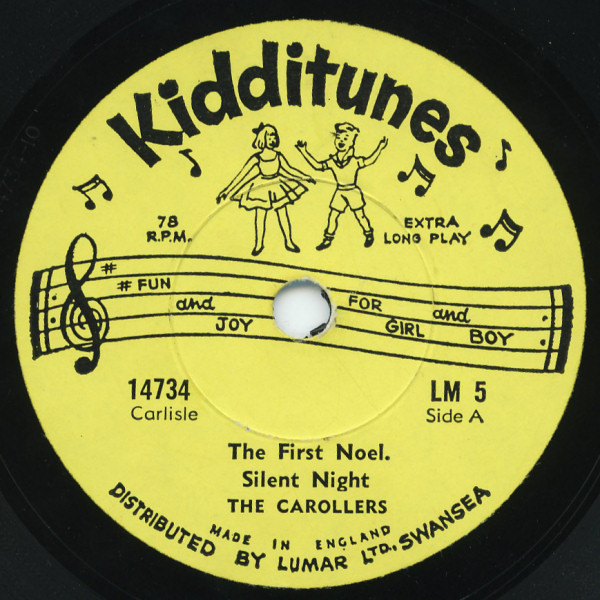 Kidditunes
78
R.P.M.
EXTRA
LONG PLAY
# FUN and JOY FOR GIRL and BOY
14734
Carlisle
LM 5
Side A
The First Noel.
Silent Night
THE CAROLLERS
MADE IN ENGLAND
DISTRIBUTED BY LUMAR LTD., SWANSEA